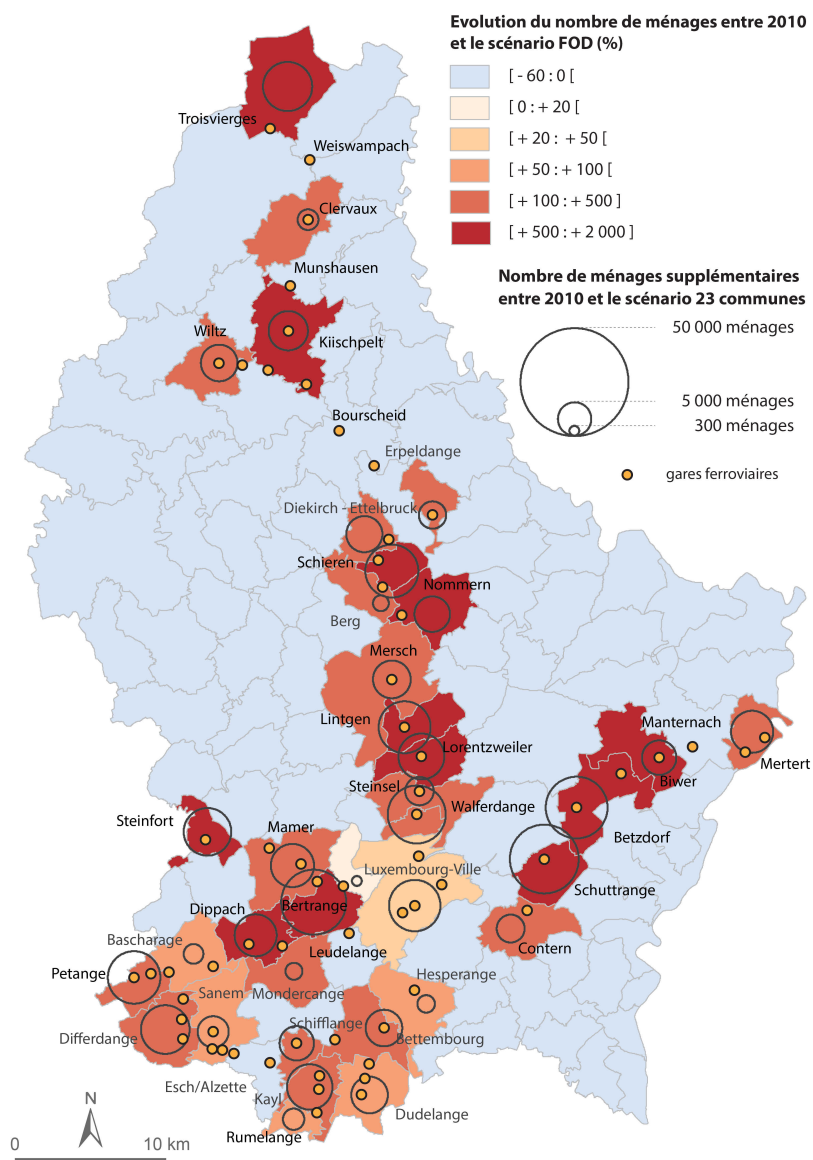 Evolution du nombre de ménages entre 2010
et le scénario FOD (%)
[ - 60 : 0 [
[ 0 : + 20 [
[ + 20 : + 50 [
[ + 50 : + 100 [
[ + 100 : + 500 ]
[ + 500 : + 2 000 ]
Nombre de ménages supplémentaires
entre 2010 et le scénario 23 communes
50 000 ménages
5 000 ménages
300 ménages
gares ferroviaires
Troisvierges
Weiswampach
Clervaux
Munshausen
Wiltz
Kiischpelt
Bourscheid
Erpeldange
Diekirch - Ettelbruck
Schieren
Nommern
Berg
Mersch
Lintgen
Lorentzweiler
Manternach
Mertert
Biwer
Steinsel
Walferdange
Betzdorf
Steinfort
Mamer
Luxembourg-Ville
Schuttrange
Bertrange
Dippach
Contern
Bascharage
Leudelange
Petange
Hesperange
Sanem
Mondercange
Schifflange
Differdange
Bettembourg
Esch/Alzette
Kayl
Dudelange
Rumelange
N
0
10 km